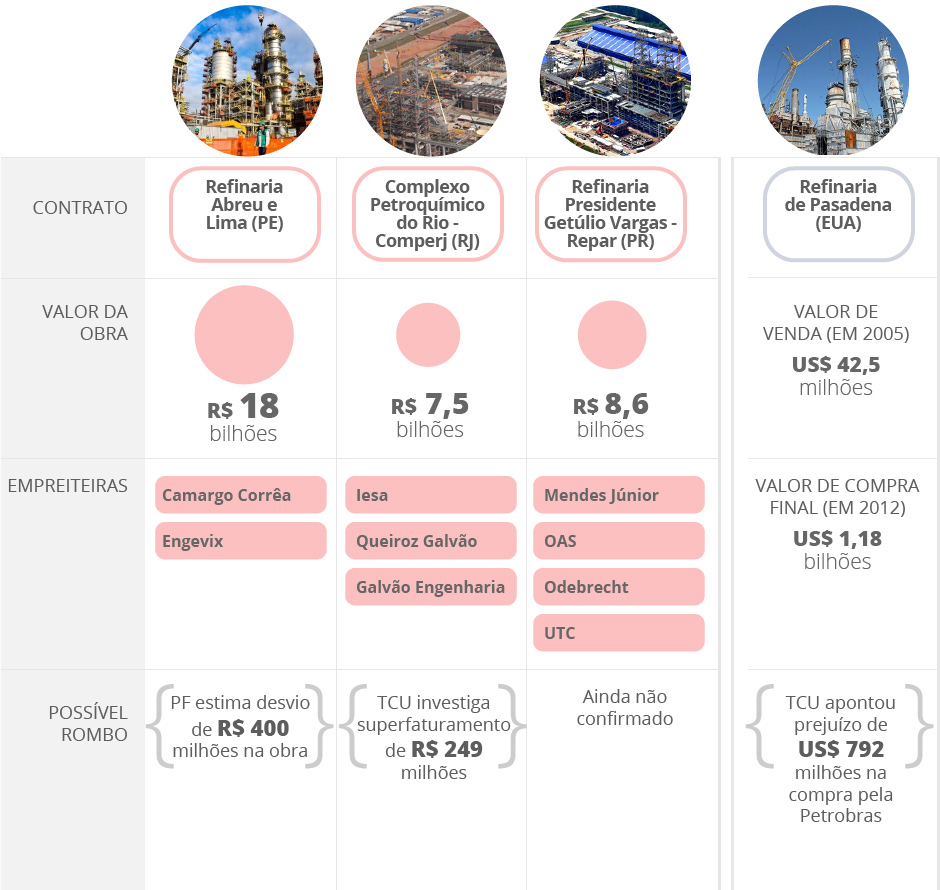 CONTRATO
Refinaria
Abreu e
Lima (PE)
Complexo
Petroquímico
do Rio -
Comperj (RJ)
Refinaria
Presidente
Getúlio Vargas -
Repar (PR)
Refinaria
de Pasadena
(EUA)
VALOR DA
OBRA
R$ 18
bilhões
R$ 7,5
bilhões
R$ 8,6
bilhões
VALOR DE
VENDA (EM 2005)
US$ 42,5
milhões
EMPREITEIRAS
Camargo Corrêa
Engevix
Iesa
Queiroz Galvão
Galvão Engenharia
Mendes Júnior
OAS
Odebrecht
UTC
VALOR DE COMPRA
FINAL (EM 2012)
US$ 1,18
bilhões
POSSÍVEL
ROMBO
PF estima desvio
de R$ 400
milhões na obra
TCU investiga
superfaturamento
de R$ 249
milhões
Ainda não
confirmado
TCU apontou
prejuízo de
US$ 792
milhões na
compra pela
Petrobras